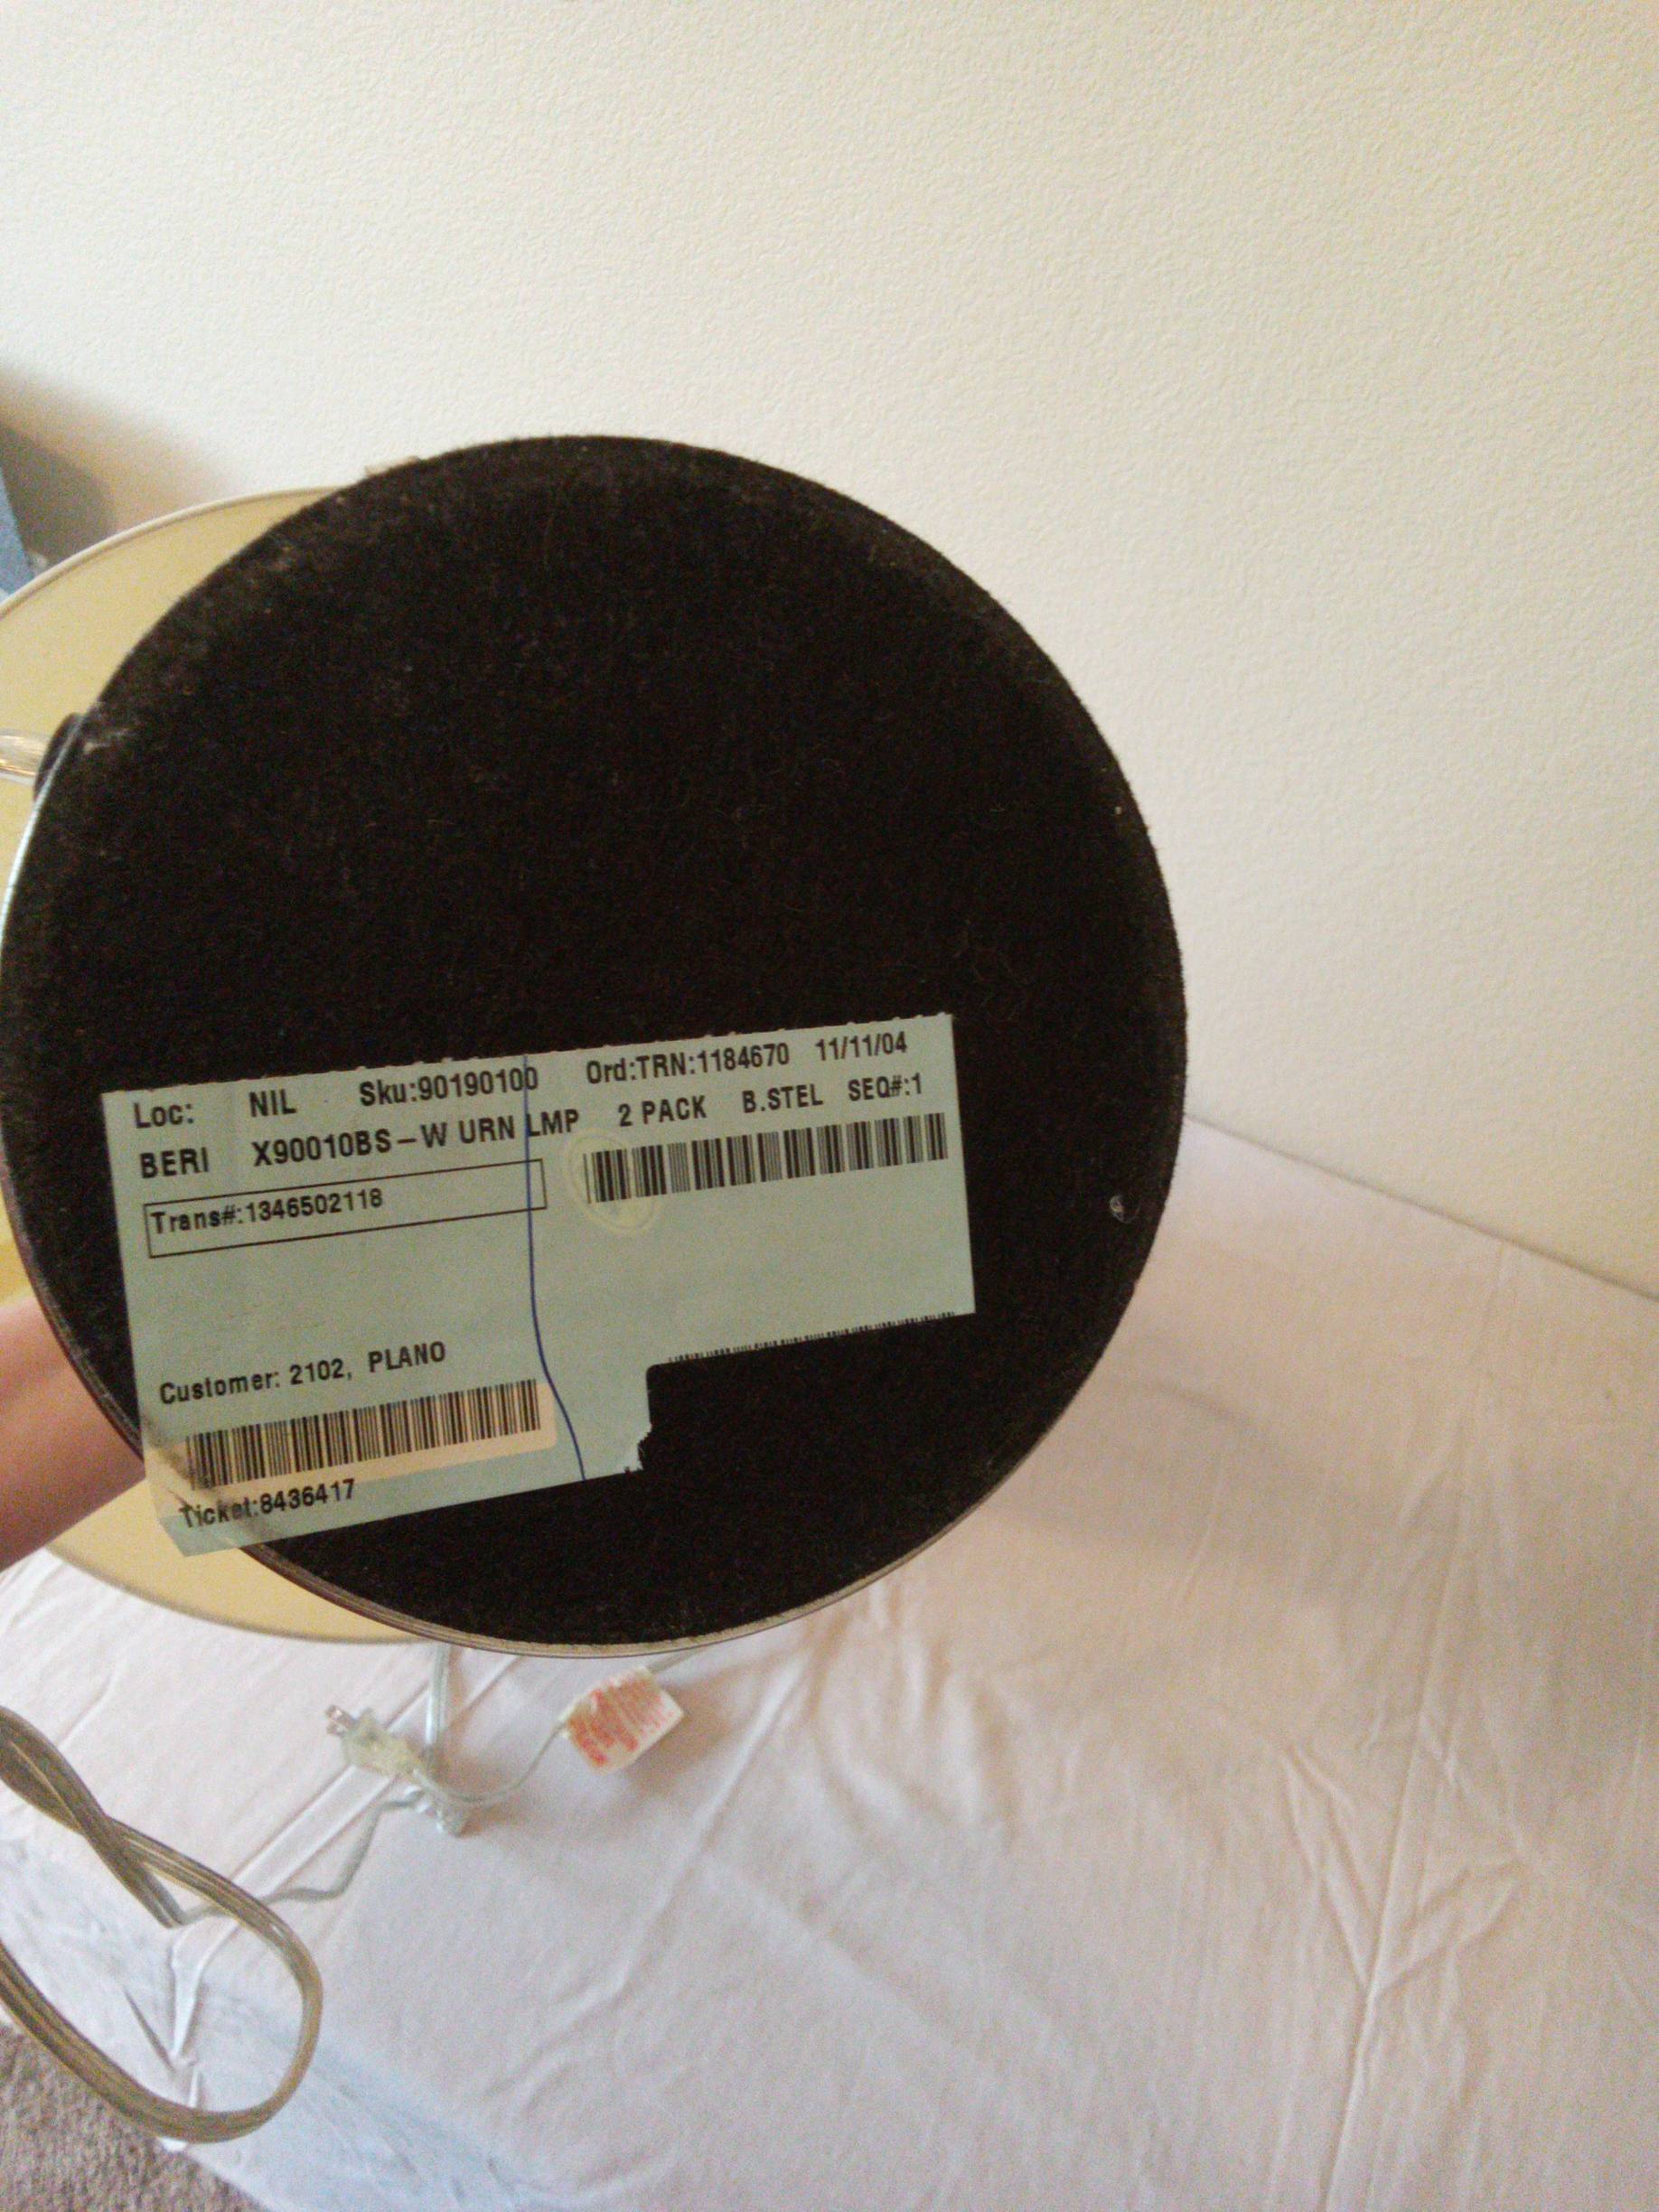 Loc: NIL Sku:90190100 Ord:TRN:1184670 11/11/04
BERI X90010BS-W URN LMP 2 PACK B.STEL SEQ#:1
Trans#:1346502118
Customer: 2102, PLANO
Ticket:8436417